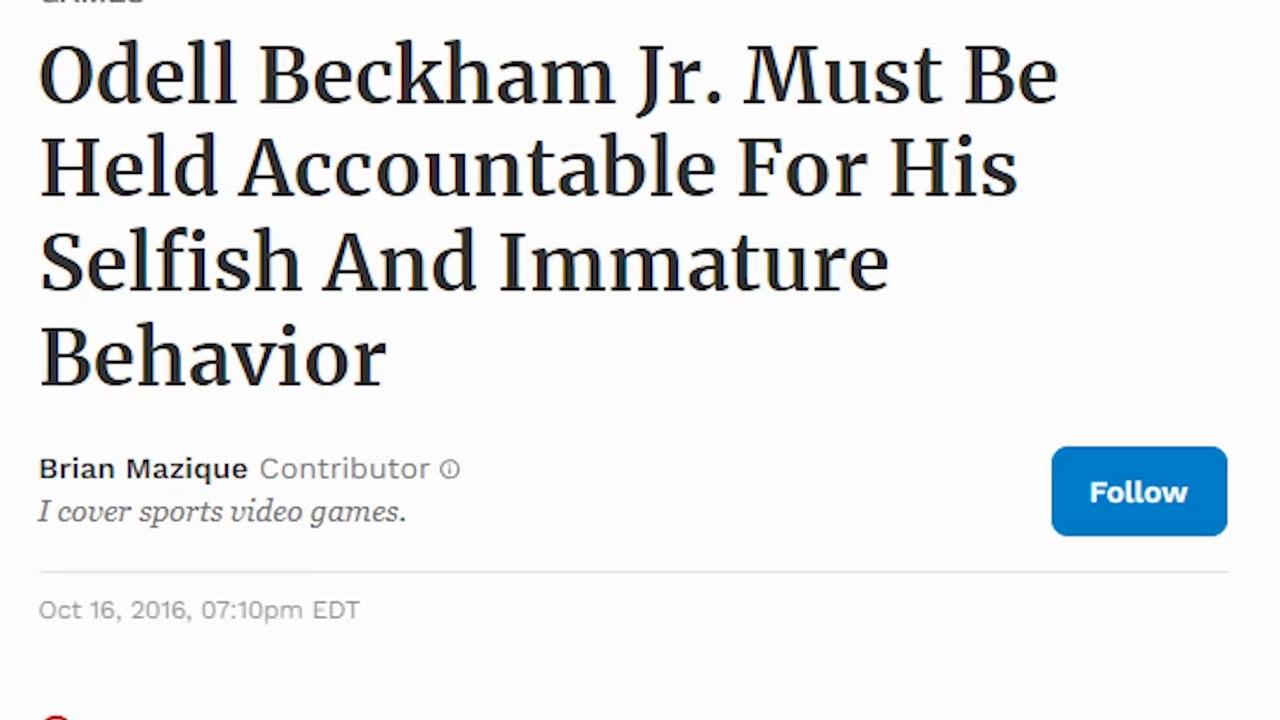 GAMES
Odell Beckham Jr. Must Be
Held Accountable For His
Selfish And Immature
Behavior
Brian Mazique Contributor
I cover sports video games.
Follow
Oct 16, 2016, 07:10pm EDT